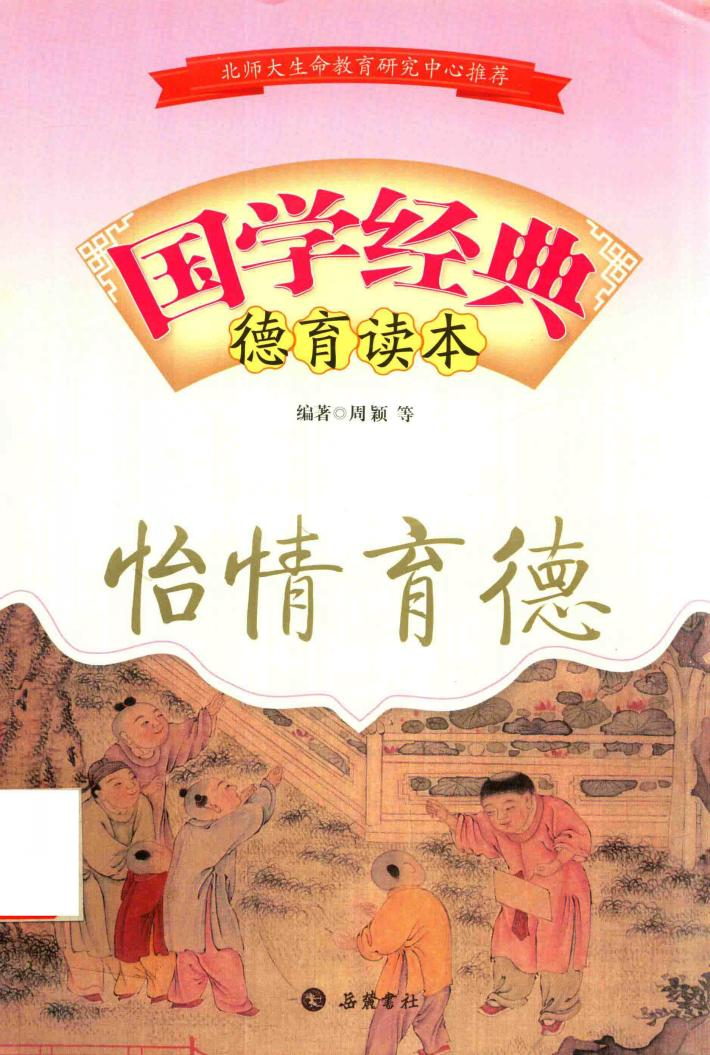 北师大生命教育研究中心推荐
国学经典
德育读本
编著◎周颖 等
怡情育德
岳麓书社